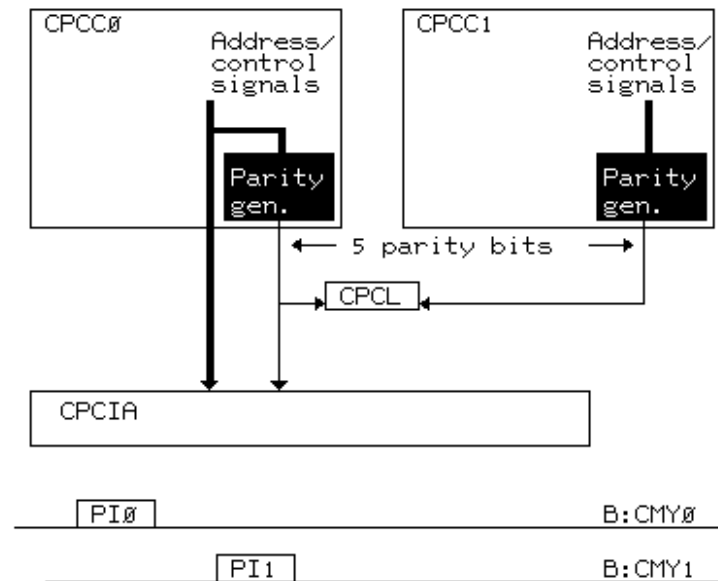 CPCCØ
Address/
control
signals
Parity
gen.
CPCC1
Address/
control
signals
Parity
gen.
5 parity bits
CPCL
CPCIA
PIØ
B:CMYØ
PI1
B:CMY1